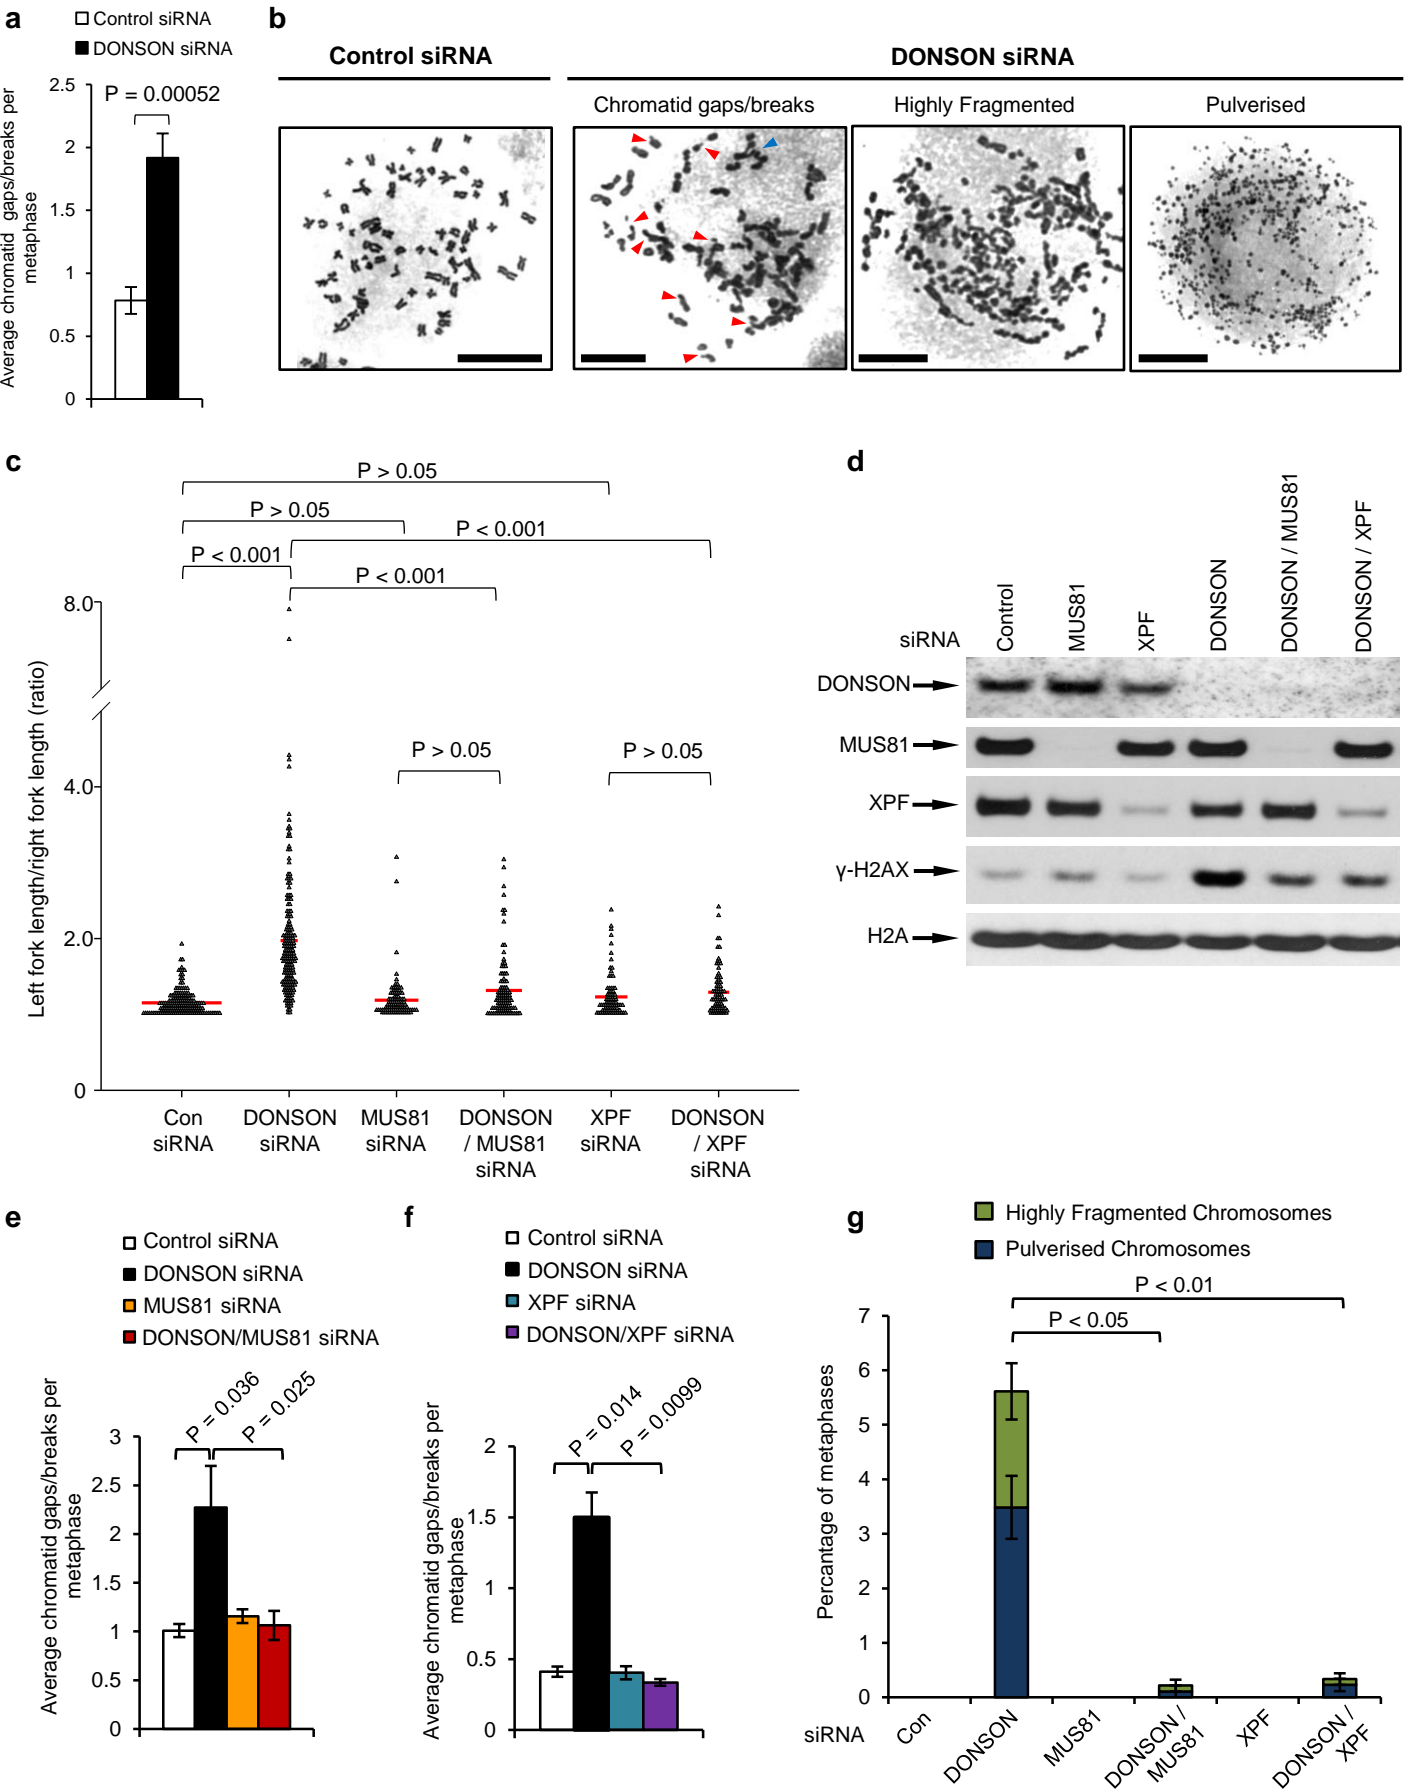 a
Control siRNA
DONSON siRNA
P = 0.00052
2.5
2
1.5
1
0.5
0
Average chromatid gaps/breaks per
metaphase
b
Control siRNA
DONSON siRNA
Chromatid gaps/breaks
Highly Fragmented
Pulverised
c
P > 0.05
P > 0.05
P < 0.001
P < 0.001
P < 0.001
8.0
4.0
2.0
0
P > 0.05
P > 0.05
Left fork length/right fork length (ratio)
Con
siRNA
DONSON
siRNA
MUS81
siRNA
DONSON
/ MUS81
siRNA
XPF
siRNA
DONSON
/ XPF
siRNA
d
siRNA
Control
MUS81
XPF
DONSON
DONSON / MUS81
DONSON / XPF
DONSON
MUS81
XPF
γ-H2AX
H2A
e
Control siRNA
DONSON siRNA
MUS81 siRNA
DONSON/MUS81 siRNA
P = 0.036
P = 0.025
3
2.5
2
1.5
1
0.5
0
Average chromatid gaps/breaks per
metaphase
f
Control siRNA
DONSON siRNA
XPF siRNA
DONSON/XPF siRNA
P = 0.014
P = 0.0099
2
1.5
1
0.5
0
Average chromatid gaps/breaks per
metaphase
g
Highly Fragmented Chromosomes
Pulverised Chromosomes
P < 0.01
P < 0.05
7
6
5
4
3
2
1
0
Percantage of metaphases
siRNA
Con
DONSON
MUS81
DONSON /
MUS81
XPF
DONSON /
XPF